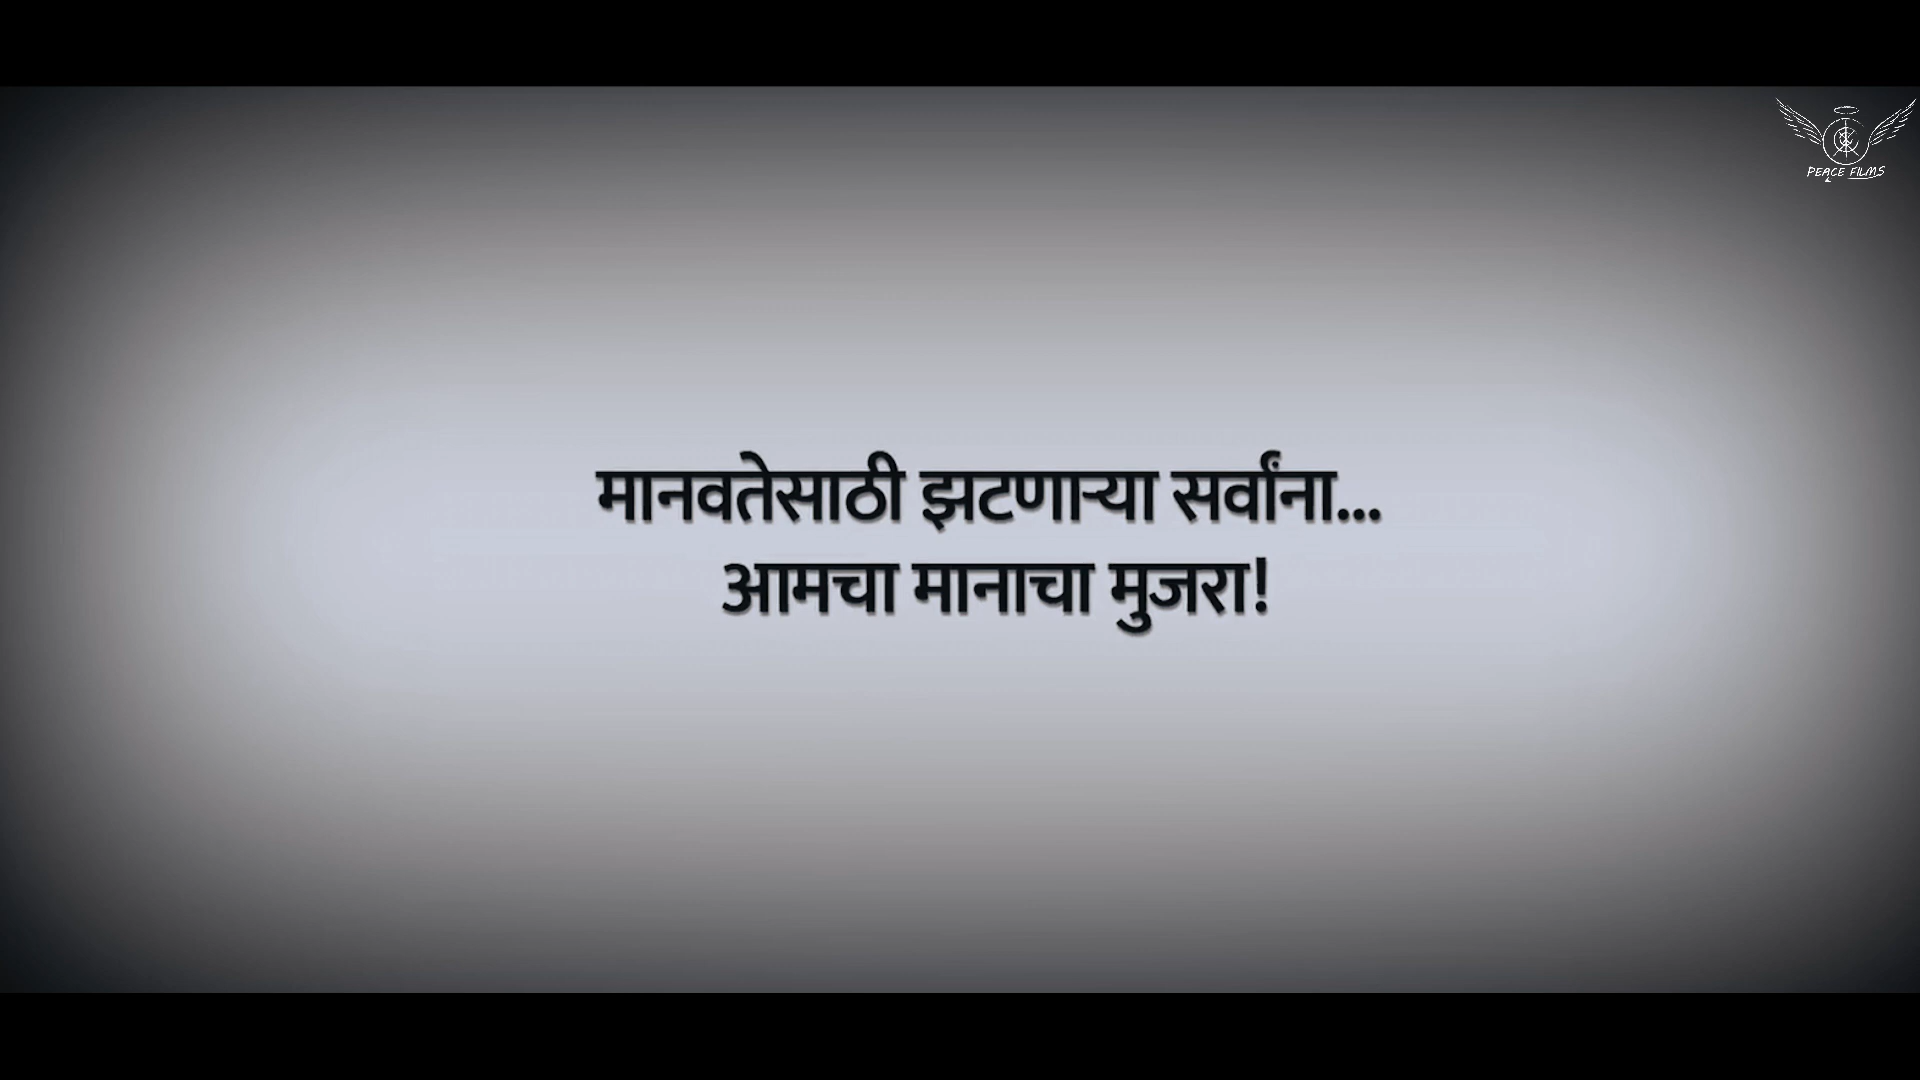 PEACE FILMS
मानवतेसाठी झटणाऱ्या सर्वांना...
आमचा मानाचा मुजरा!